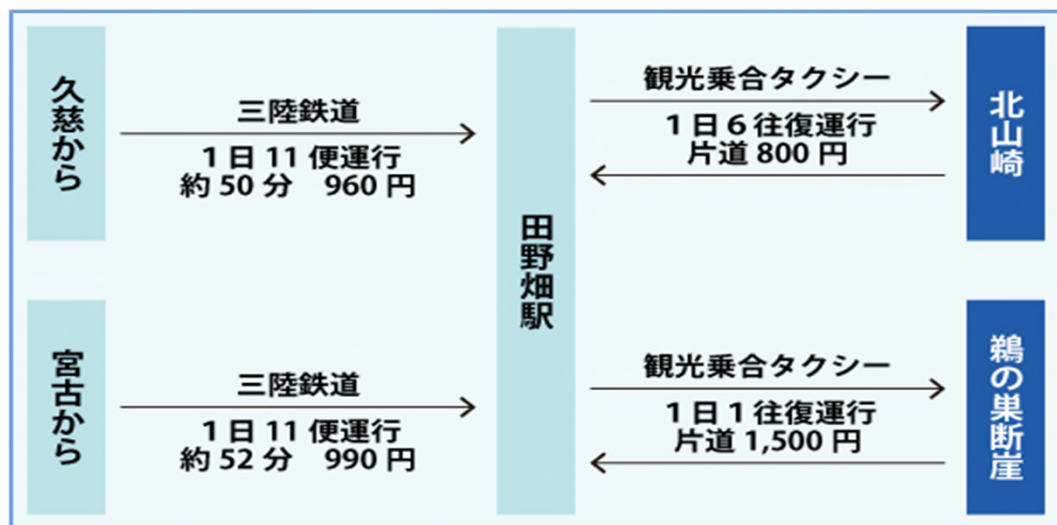 久慈から
三陸鉄道
1日11便運行
約50分　960円
田野畑駅
観光乗合タクシー
1日6往復運行
片道800円
北山崎
宮古から
三陸鉄道
1日11便運行
約52分　990円
観光乗合タクシー
1日1往復運行
片道1,500円
鵜の巣断崖